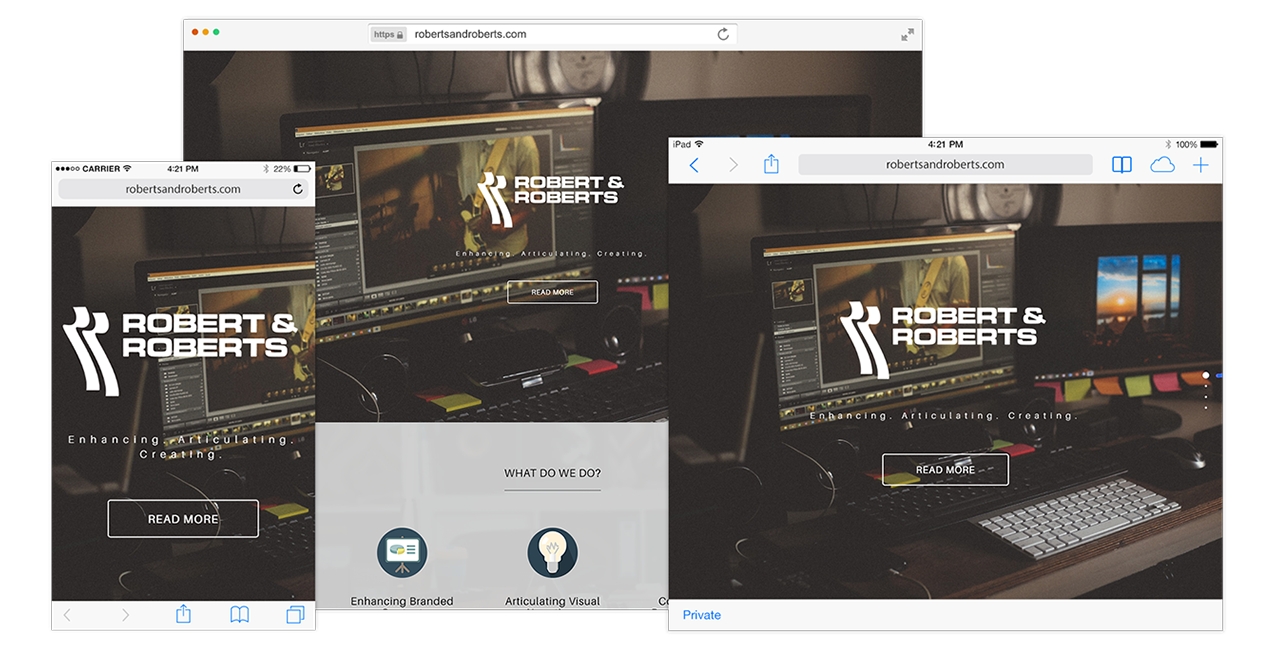 https robertsandroberts.com
ROBERT &
ROBERTS
Enhancing. Articulating. Creating.
READ MORE
WHAT DO WE DO?
Enhancing Branded
Articulating Visual
CARRIER 4:21 PM 22%
robertsandroberts.com
ROBERT &
ROBERTS
Enhancing. Articulating.
Creating.
READ MORE
iPad 4:21 PM 100%
robertsandroberts.com
ROBERT &
ROBERTS
Enhancing. Articulating. Creating.
READ MORE
Private